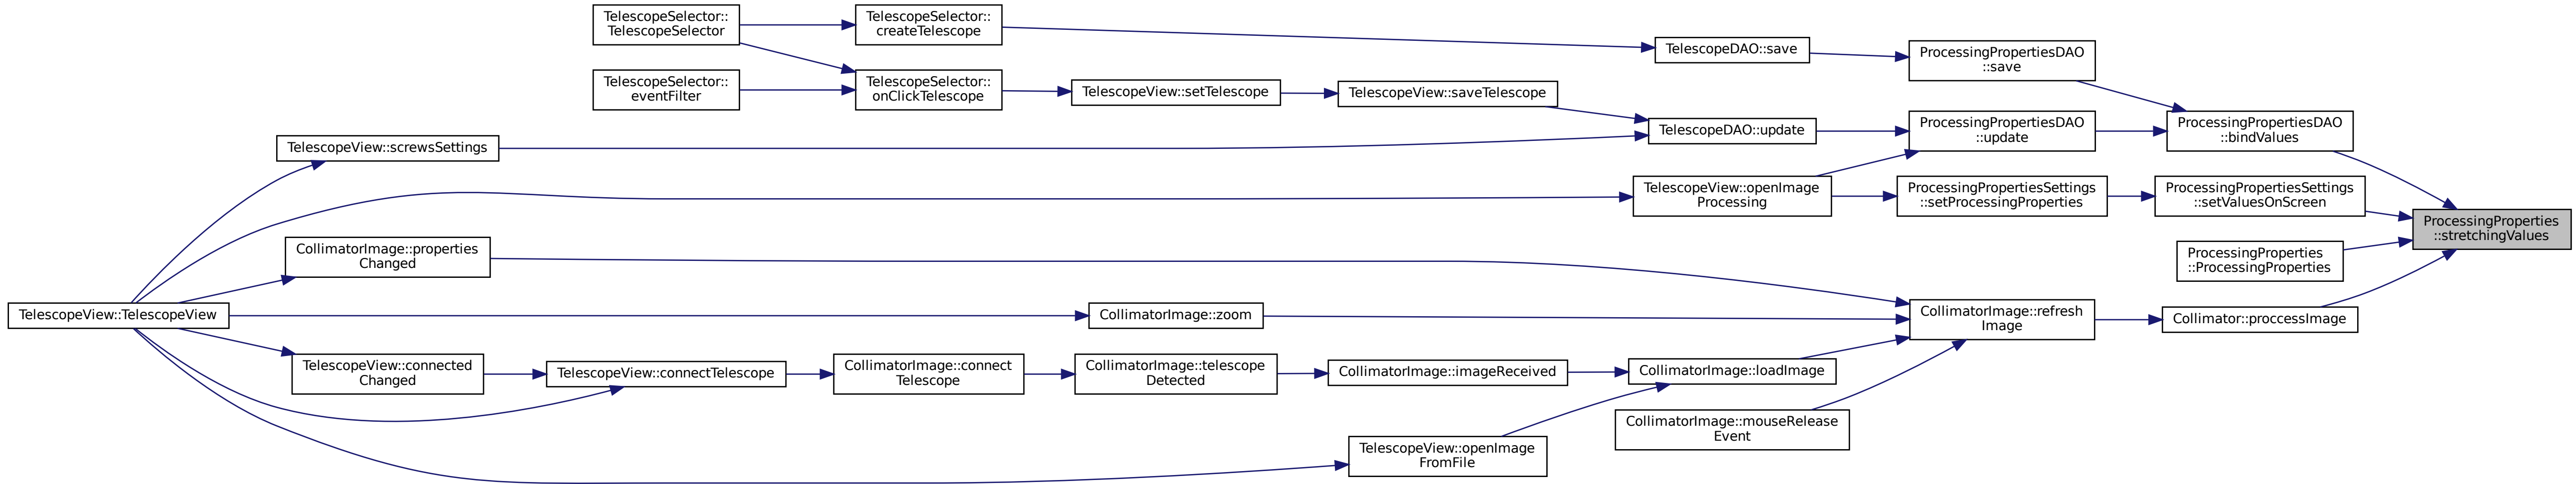 TelescopeSelector::
TelescopeSelector
TelescopeSelector::
createTelescope
TelescopeDAO::save
ProcessingPropertiesDAO
::save
TelescopeSelector::
eventFilter
TelescopeSelector::
onClickTelescope
TelescopeView::setTelescope
TelescopeView::saveTelescope
TelescopeDAO::update
ProcessingPropertiesDAO
::update
ProcessingPropertiesDAO
::bindValues
TelescopeView::screwsSettings
TelescopeView::openImage
Processing
ProcessingPropertiesSettings
::setProcessingProperties
ProcessingPropertiesSettings
::setValuesOnScreen
ProcessingProperties
::stretchingValues
CollimatorImage::properties
Changed
ProcessingProperties
::ProcessingProperties
TelescopeView::TelescopeView
CollimatorImage::zoom
CollimatorImage::refresh
Image
Collimator::proccessImage
TelescopeView::connected
Changed
TelescopeView::connectTelescope
CollimatorImage::connect
Telescope
CollimatorImage::telescope
Detected
CollimatorImage::imageReceived
CollimatorImage::loadImage
CollimatorImage::mouseRelease
Event
TelescopeView::openImage
FromFile